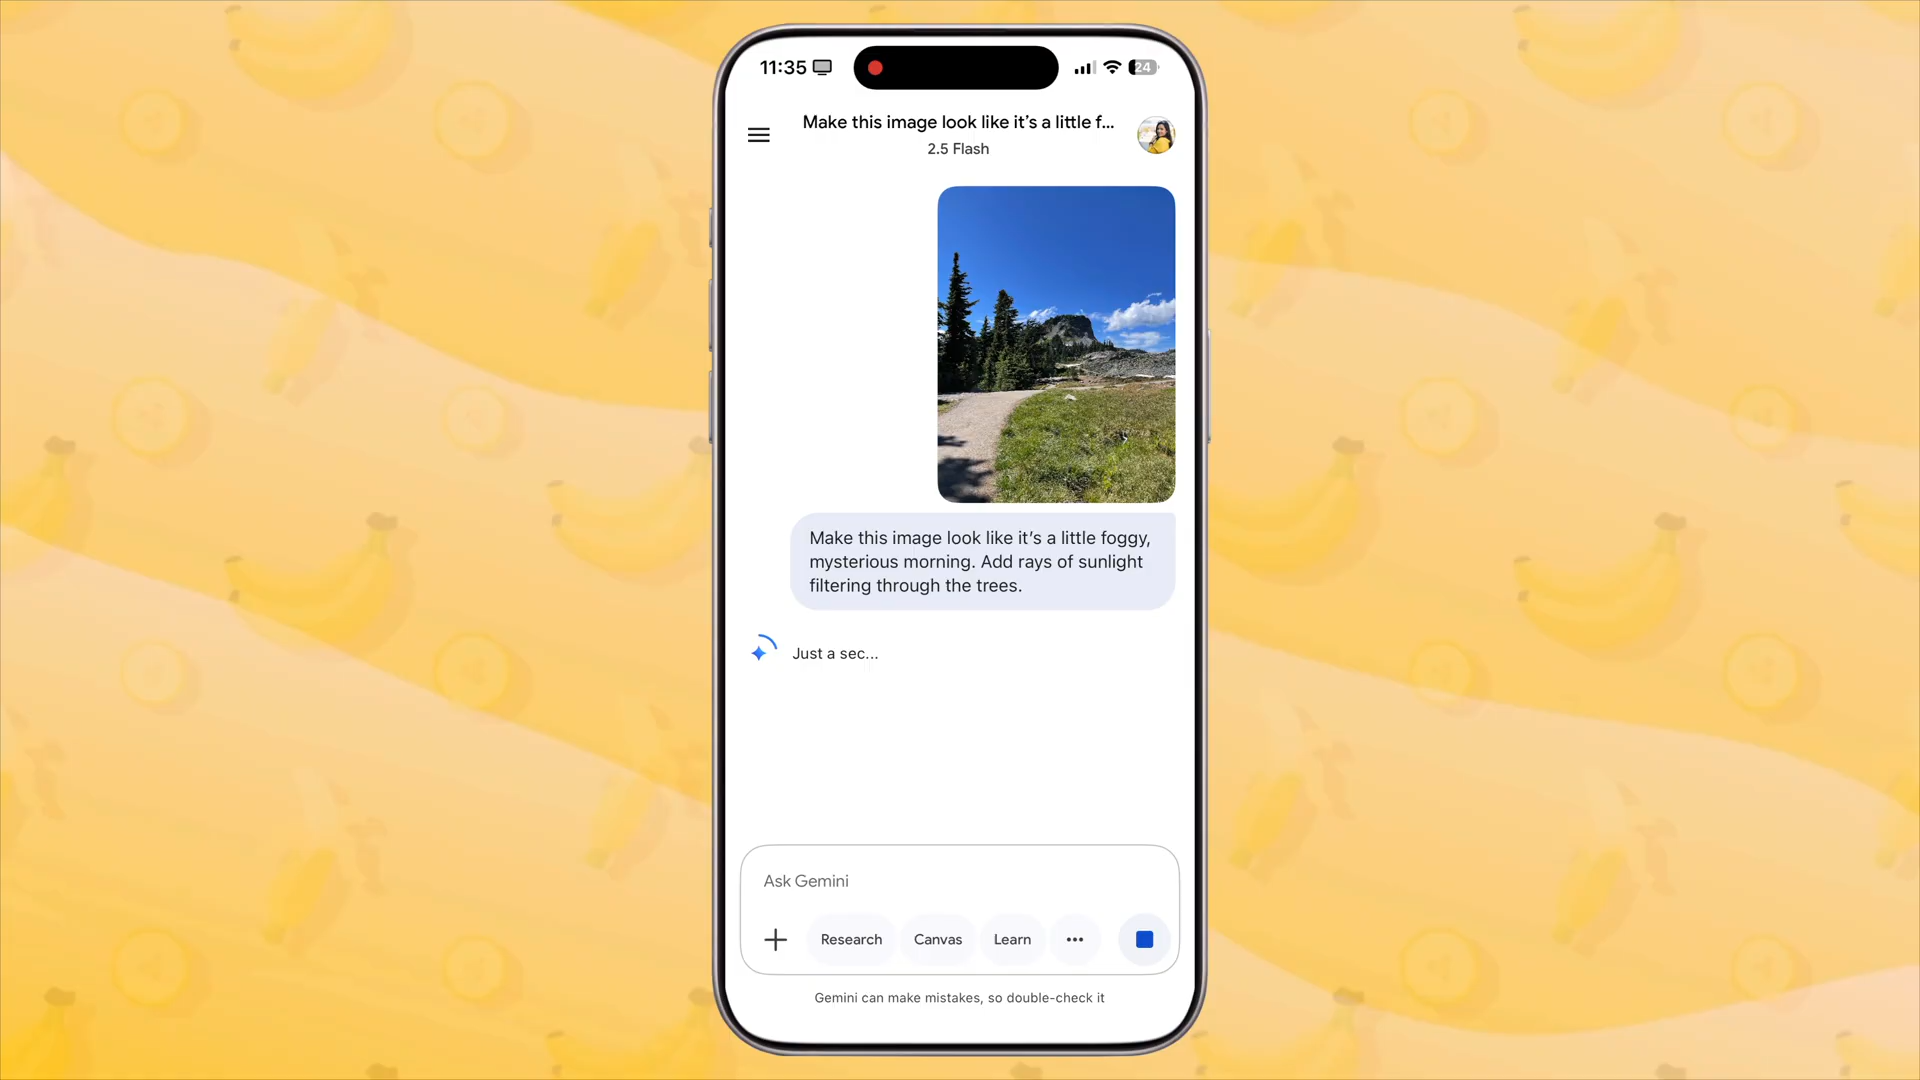 11:35
24
Make this image look like it's a little f...
2.5 Flash
Make this image look like it's a little foggy,
mysterious morning. Add rays of sunlight
filtering through the trees.
Just a sec...
Ask Gemini
Research Canvas Learn
Gemini can make mistakes, so double-check it